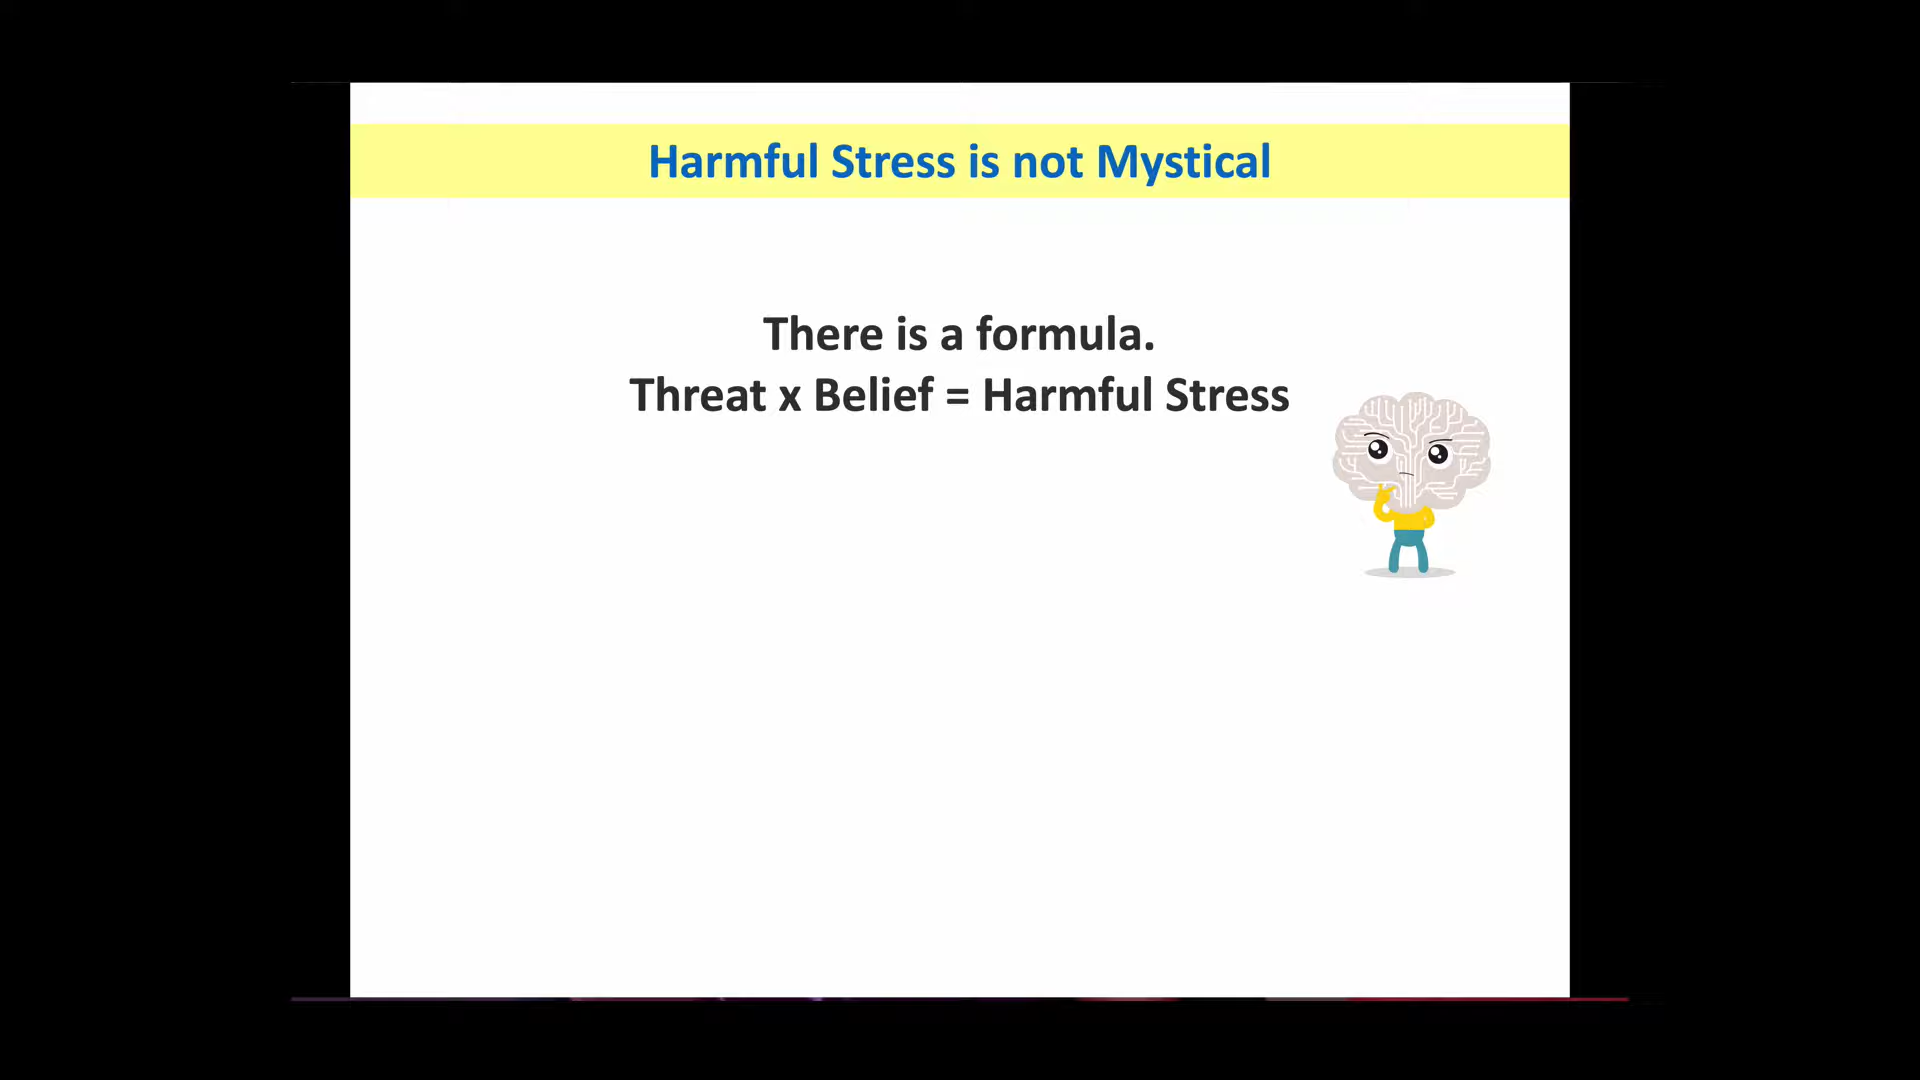 Harmful Stress is not Mystical
There is a formula.
Threat x Belief = Harmful Stress